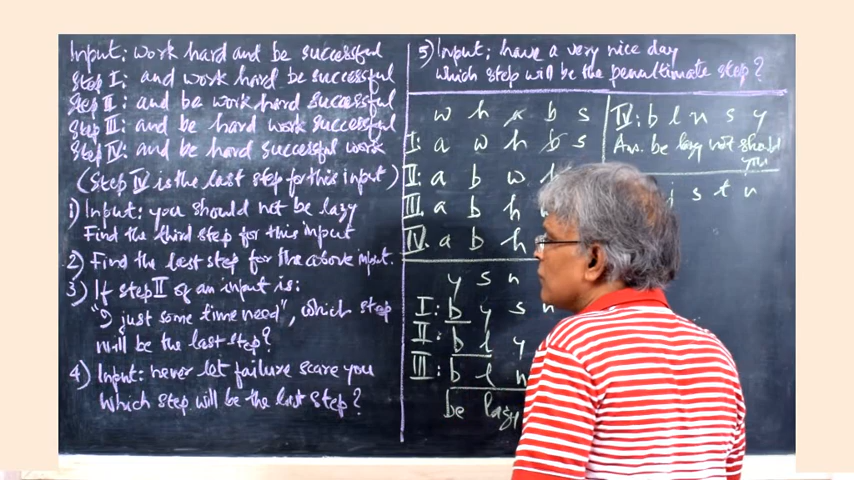 Input: work hard and be successful
Step I: and work hard be successful
Step II: and be work hard successful
Step III: and be hard work successful
Step IV: and be hard successful work
(Step IV is the last step for this input)
1) Input: you should not be lazy
Find the third step for this input
2) Find the last step for the above input.
3) If step II of an input is:
"I just some time need", which step
will be the last step?
4) Input: never let failure scare you
Which step will be the last step?
5) Input: have a very nice day
Which step will be the penultimate step?
w h a b s
I: a w h b s
II: a b w h
III. a b h
IV. a b h
y s n
I: b y s n
II: b l y
III: b l n
be lazy
IV: b l n s y
Ans. be lazy not should
you
j s t n